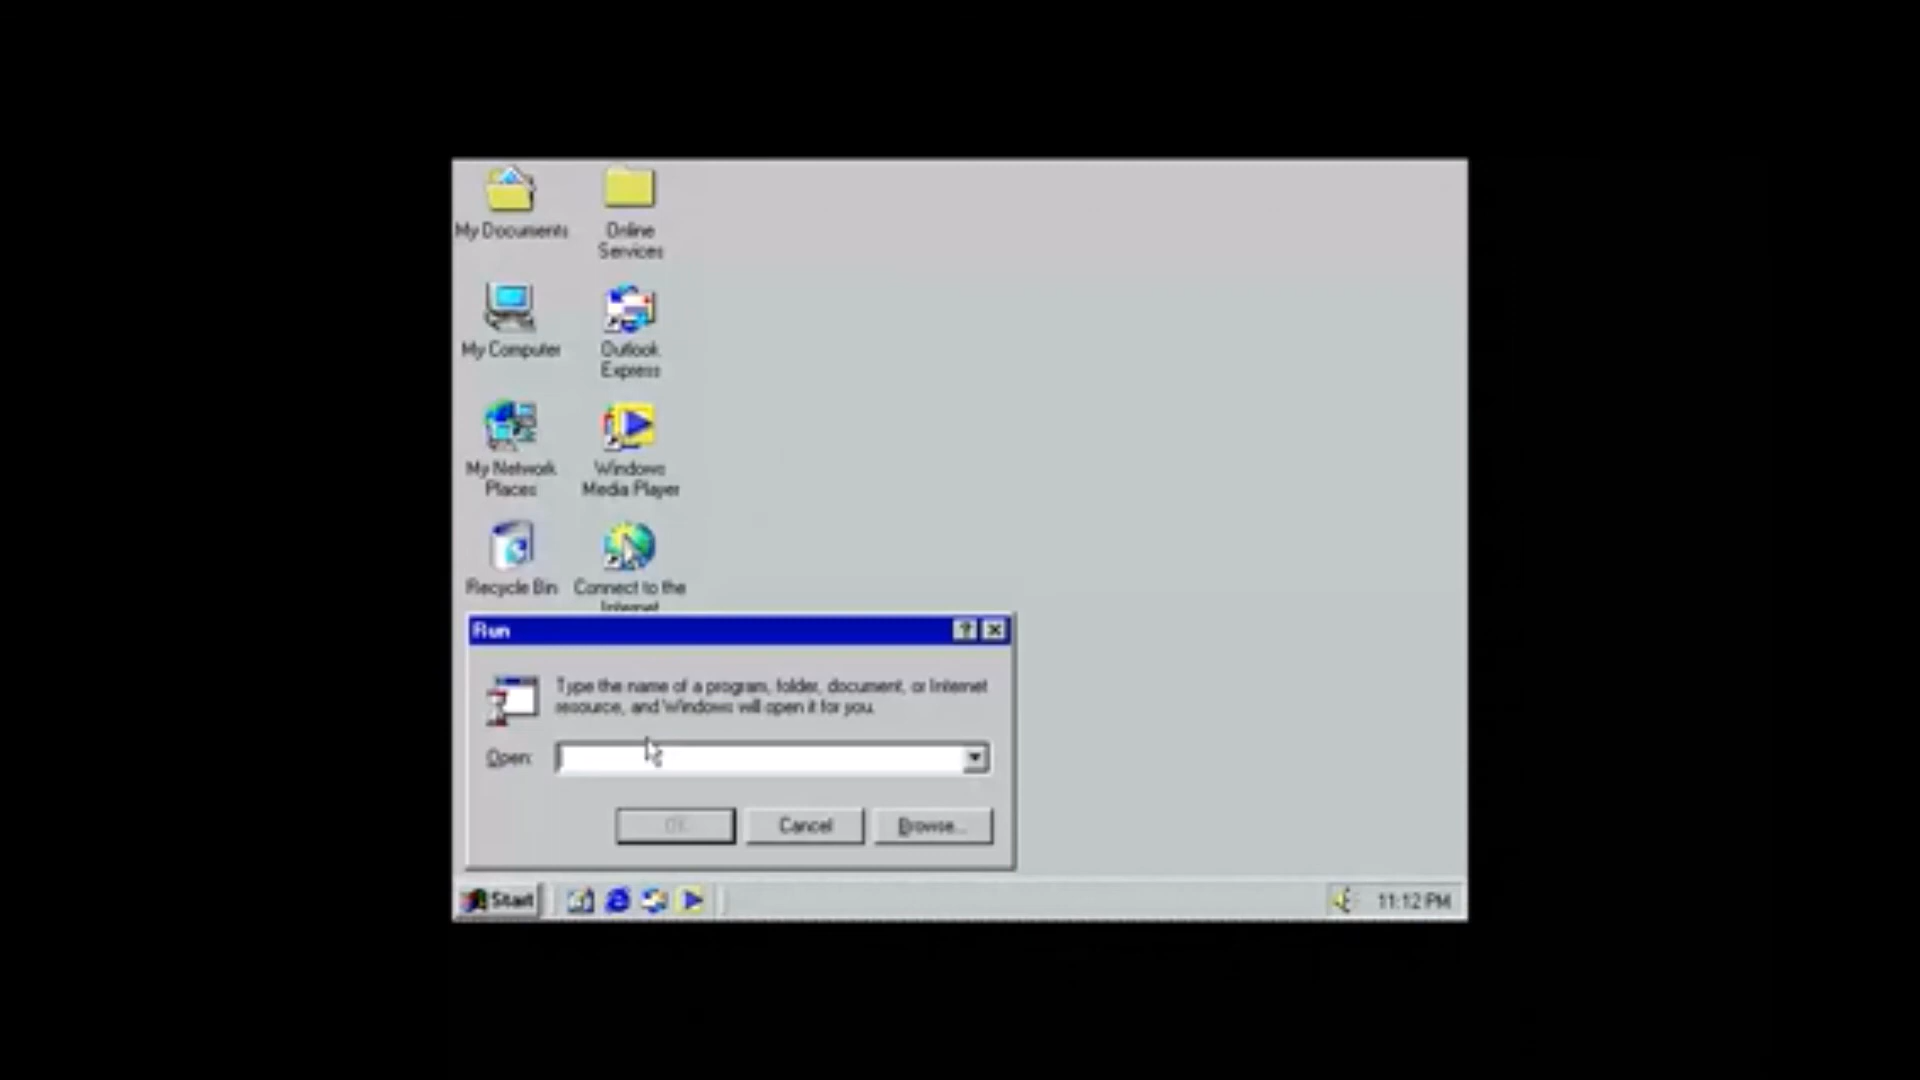 My Documents
Online
Services
My Computer
Outlook
Express
My Network
Places
Windows
Media Player
Recycle Bin
Connect to the
Internet
Run
Type the name of a program, folder, document, or Internet
resource, and Windows will open it for you.
Open:
OK
Cancel
Browse...
Start
11:12 PM